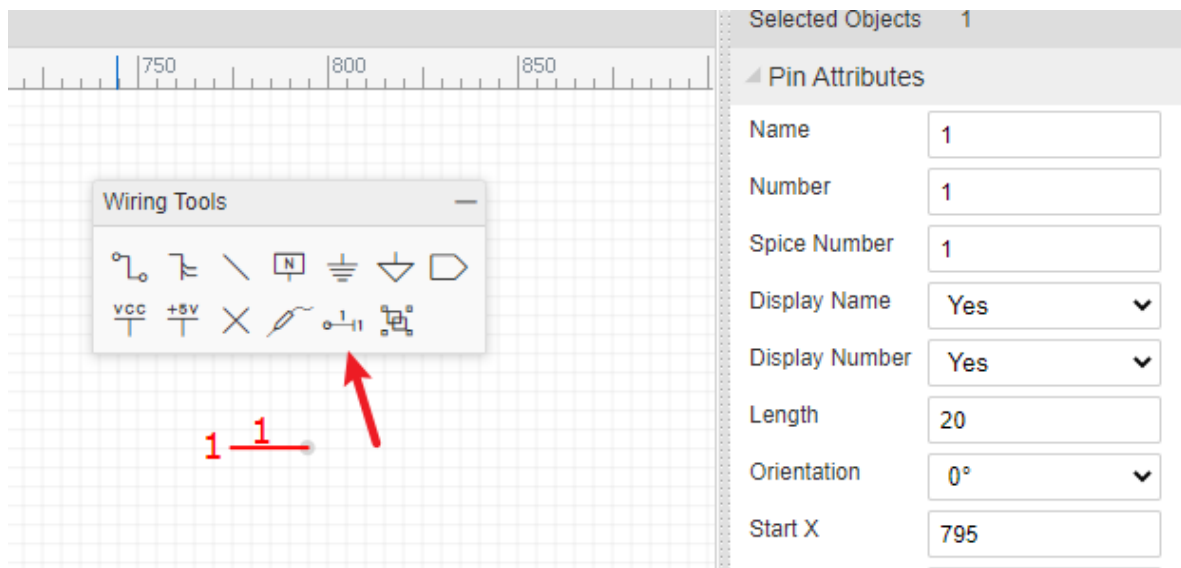 Selected Objects 1
750 800 850
Pin Attributes
Name 1
Number 1
Wiring Tools
Spice Number 1
N
Display Name Yes
VCC +5V 1 1
Display Number Yes
Length 20
1 1
Orientation 0°
Start X 795